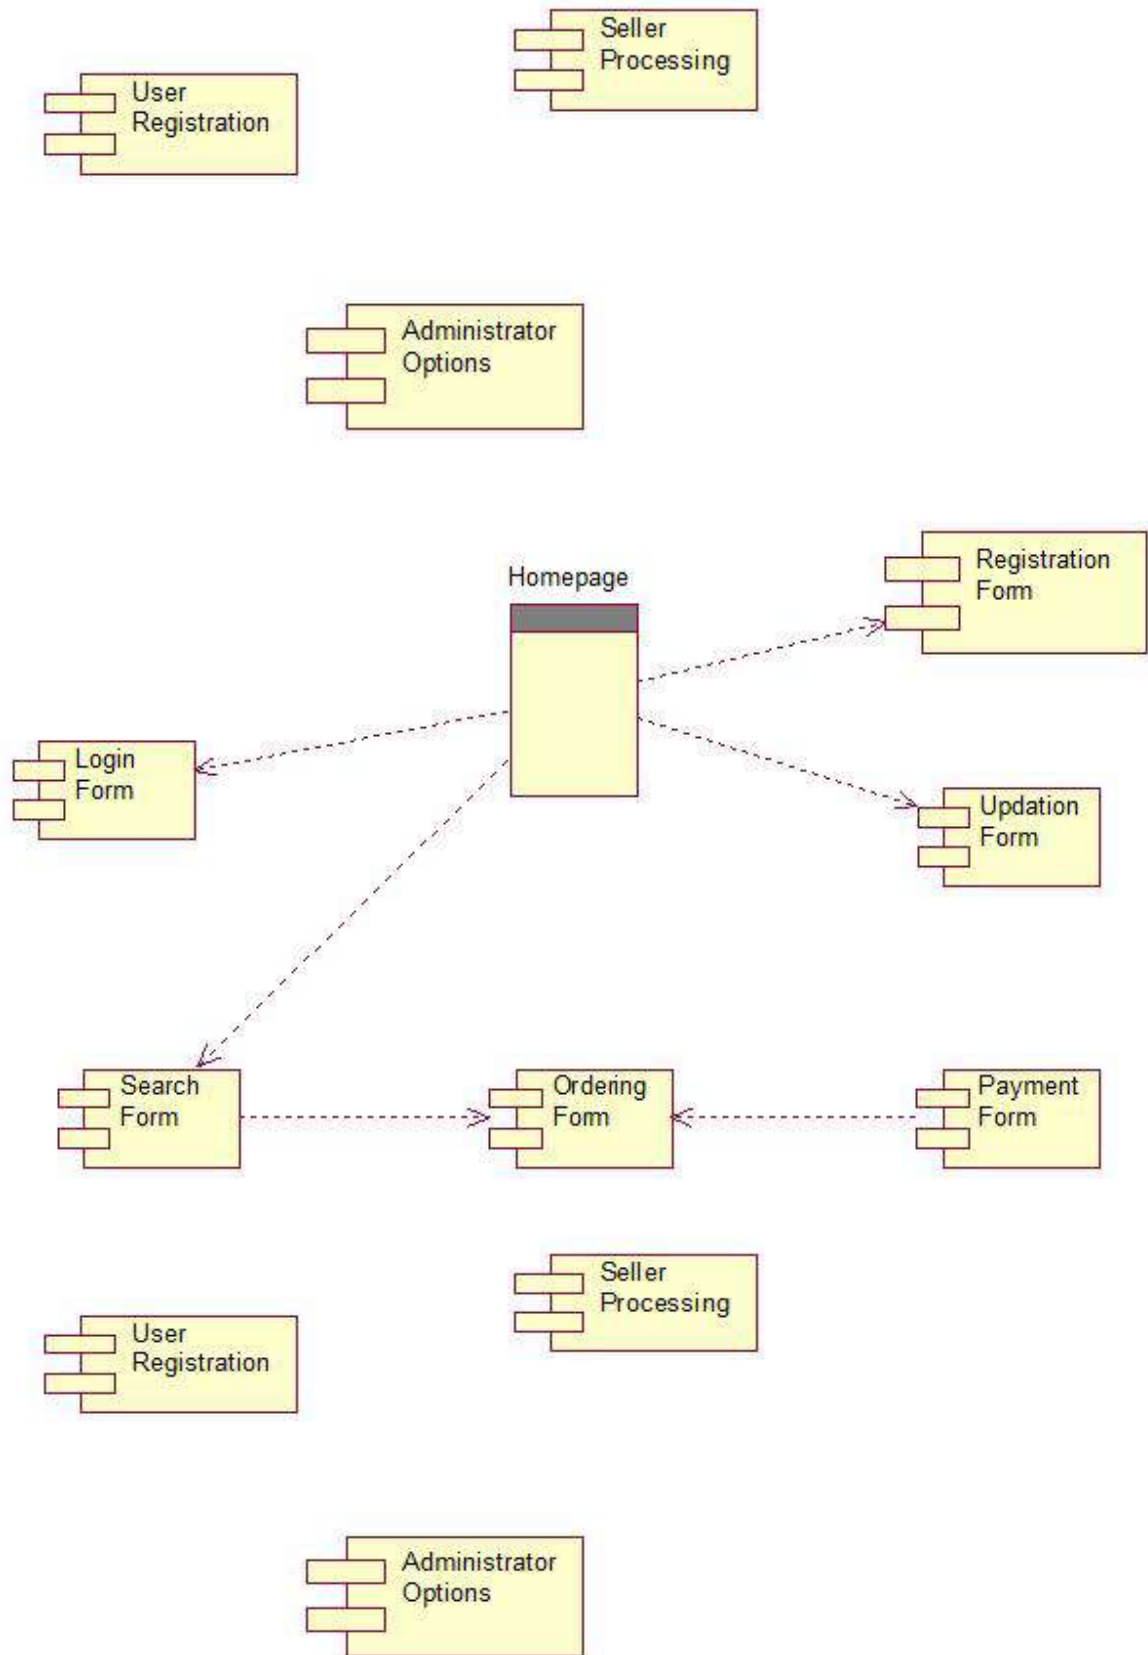 Seller
Processing
User
Registration
Administrator
Options
Homepage
Registration
Form
Login
Form
Updation
Form
Search
Form
Ordering
Form
Payment
Form
Seller
Processing
User
Registration
Administrator
Options